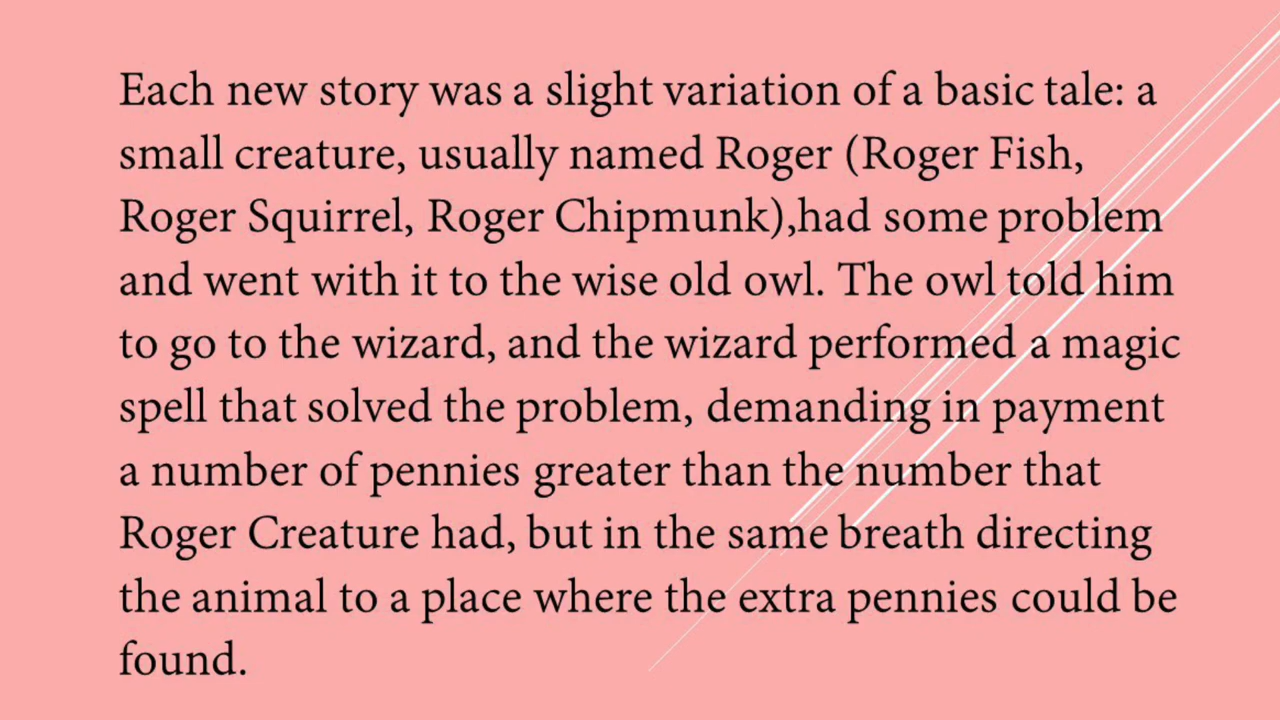 Each new story was a slight variation of a basic tale: a
small creature, usually named Roger (Roger Fish,
Roger Squirrel, Roger Chipmunk),had some problem
and went with it to the wise old owl. The owl told him
to go to the wizard, and the wizard performed a magic
spell that solved the problem, demanding in payment
a number of pennies greater than the number that
Roger Creature had, but in the same breath directing
the animal to a place where the extra pennies could be
found.